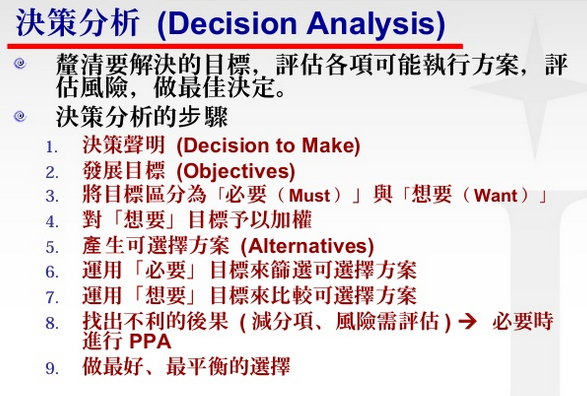 決策分析 (Decision Analysis)
釐清要解決的目標，評估各項可能執行方案，評
估風險，做最佳決定。
決策分析的步驟
1. 決策聲明 (Decision to Make)
2. 發展目標 (Objectives)
3. 將目標區分為「必要（Must）」與「想要（Want）」
4. 對「想要」目標予以加權
5. 產生可選擇方案 (Alternatives)
6. 運用「必要」目標來篩選可選擇方案
7. 運用「想要」目標來比較可選擇方案
8. 找出不利的後果 (減分項、風險需評估) → 必要時
進行 PPA
9. 做最好、最平衡的選擇